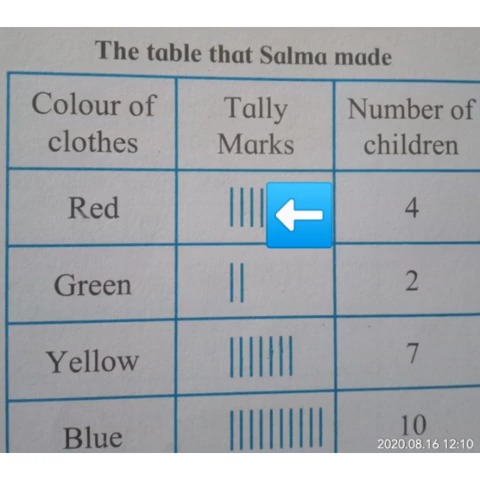 The table that Salma made
Colour of clothes Tally Marks Number of children
Red |||| 4
Green || 2
Yellow ||||||| 7
Blue |||||||||| 10
2020.08.16 12:10